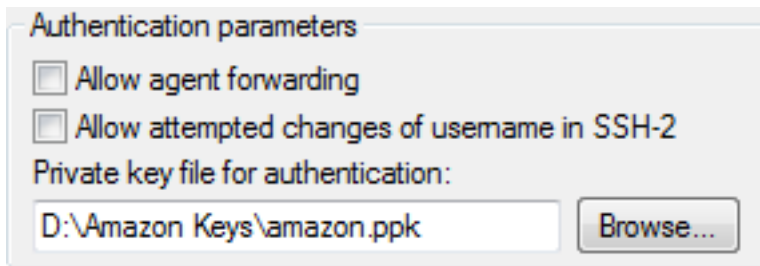 Authentication parameters
Allow agent forwarding
Allow attempted changes of username in SSH-2
Private key file for authentication:
D:\Amazon Keys\amazon.ppk
Browse...